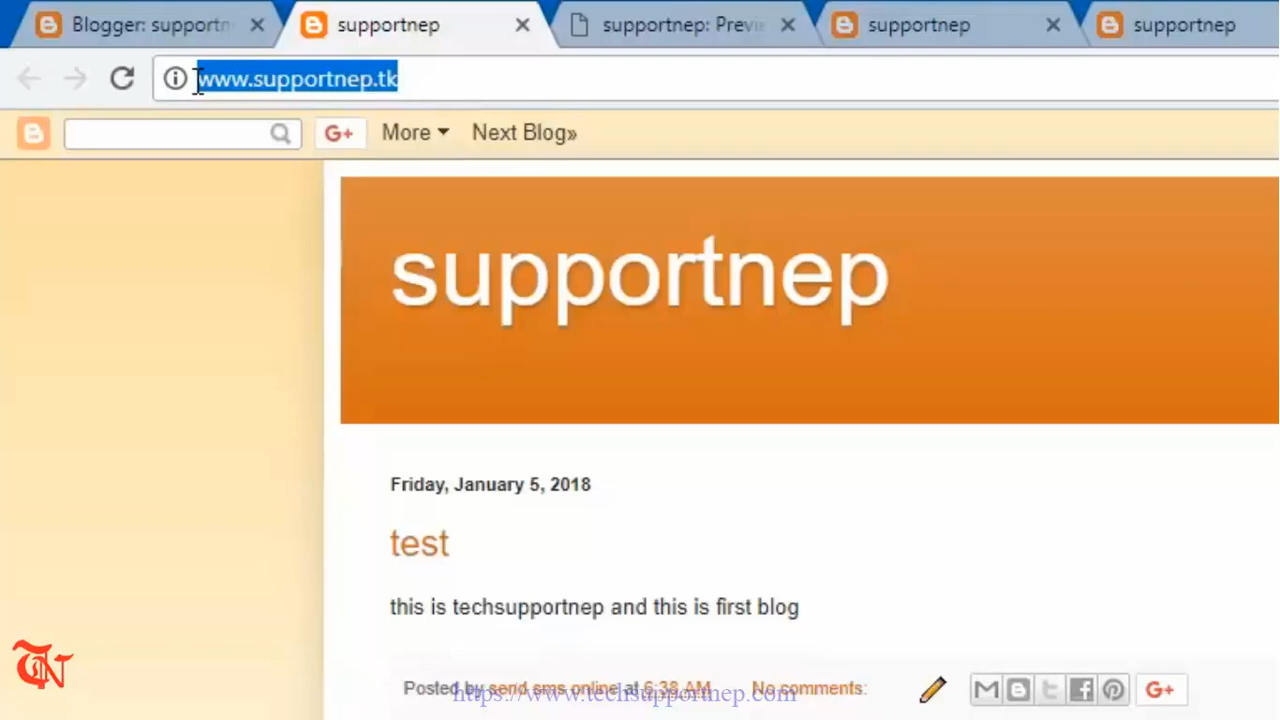 Blogger: supportn
supportnep
supportnep: Previ
supportnep
supportnep
www.supportnep.tk
G+ More Next Blog»
supportnep
Friday, January 5, 2018
test
this is techsupportnep and this is first blog
Posted by send sms online at 6:38 AM No comments:
G+
https://www.techsupportnep.com
TN